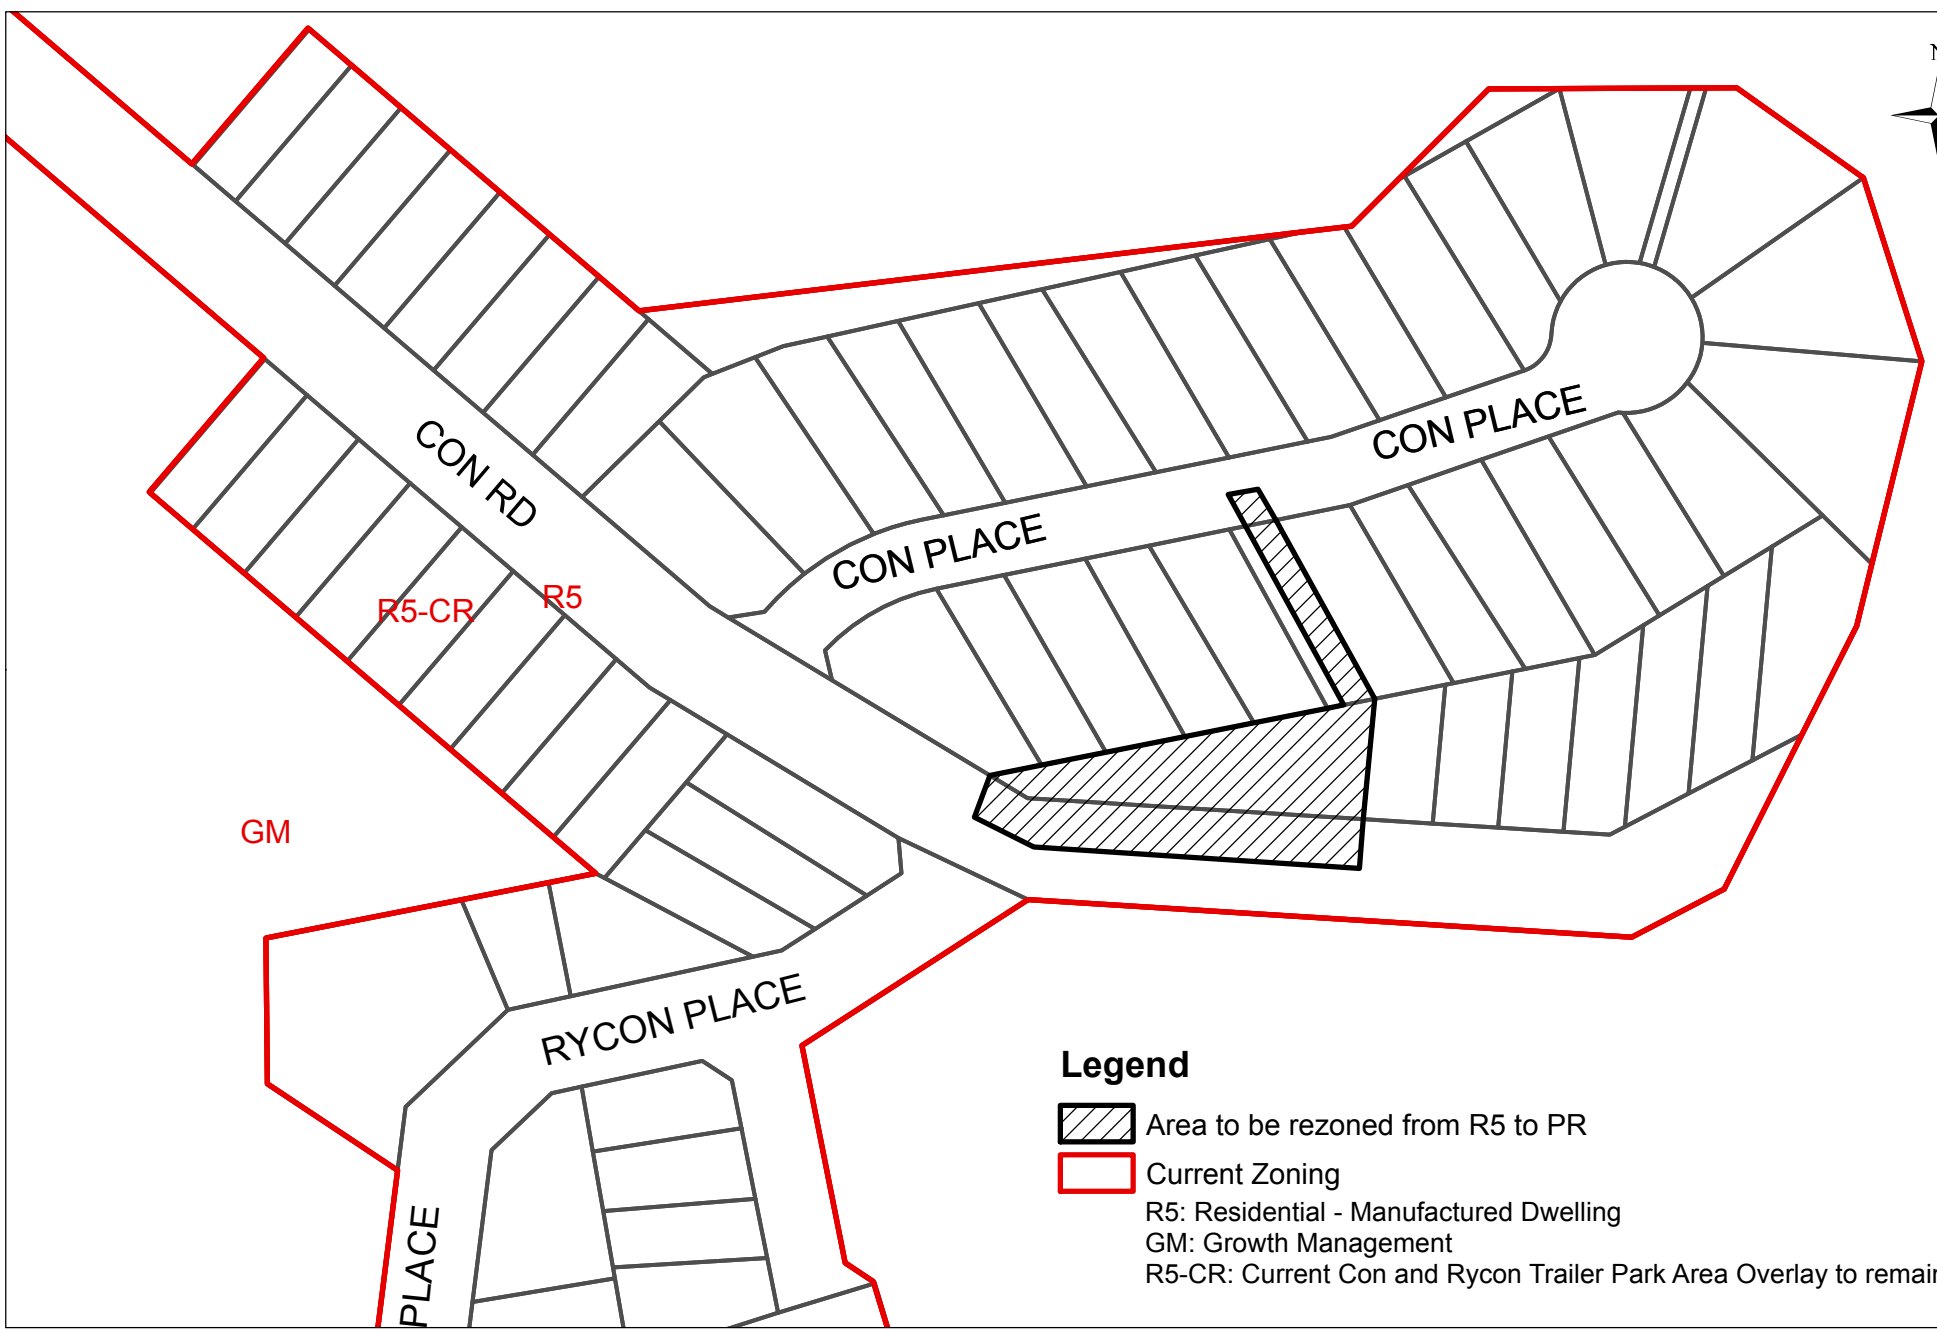 N
CON RD
CON PLACE
CON PLACE
R5-CR
R5
GM
RYCON PLACE
PLACE
Legend
Area to be rezoned from R5 to PR
Current Zoning
R5: Residential - Manufactured Dwelling
GM: Growth Management
R5-CR: Current Con and Rycon Trailer Park Area Overlay to remain